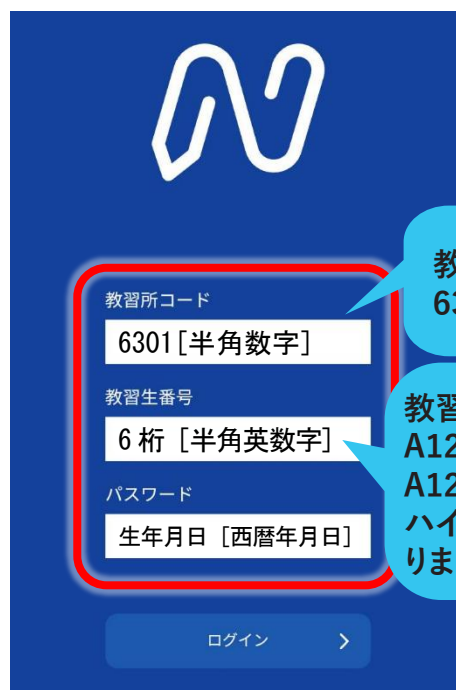 教習所コード
6301[半角数字]
教習生番号
6桁 [半角英数字]
パスワード
生年月日 [西暦年月日]
ログイン
教
63
教習
A12
A12
ハイ
りま